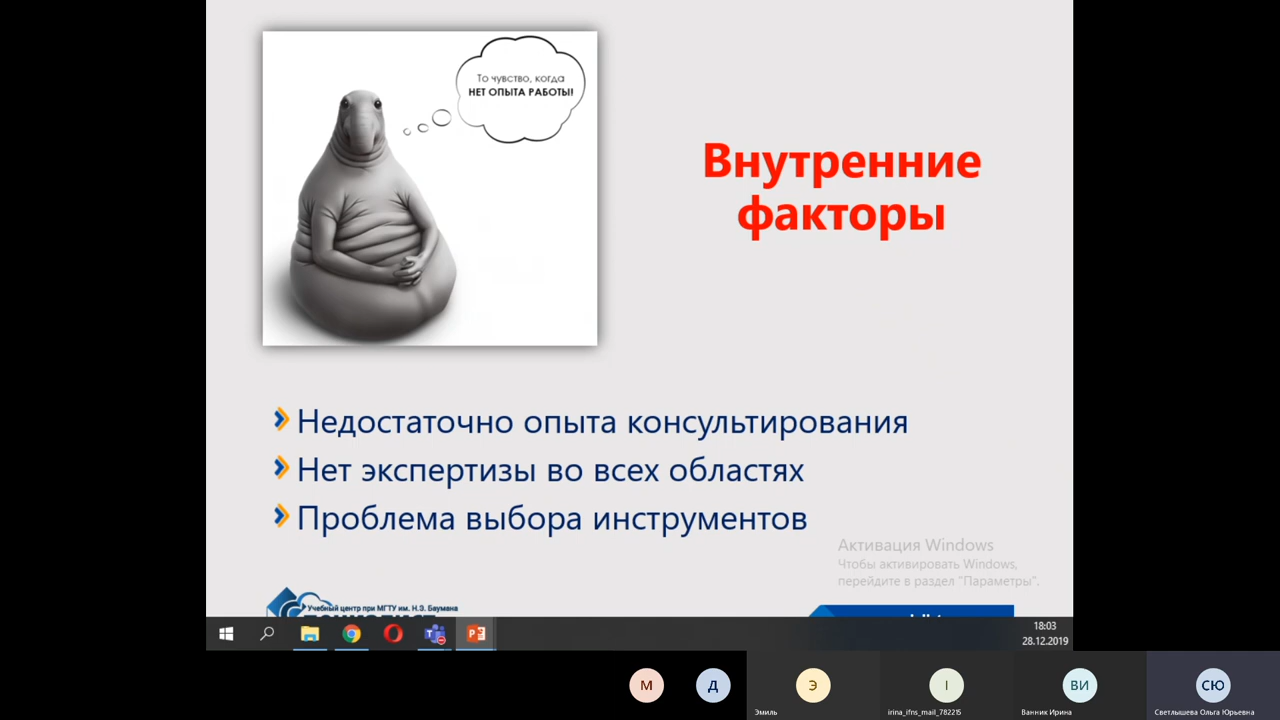 То чувство, когда
НЕТ ОПЫТА РАБОТЫ!
Внутренние
факторы
Недостаточно опыта консультирования
Нет экспертизы во всех областях
Проблема выбора инструментов
Активация Windows
Чтобы активировать Windows,
перейдите в раздел "Параметры".
Учебный центр при МГТУ им. Н.Э. Баумана
18:03
28.12.2019
М
Д
Э
I
ВИ
СЮ
Эмиль
irina_ifns_mail_782215
Ванник Ирина
Светлышева Ольга Юрьевна